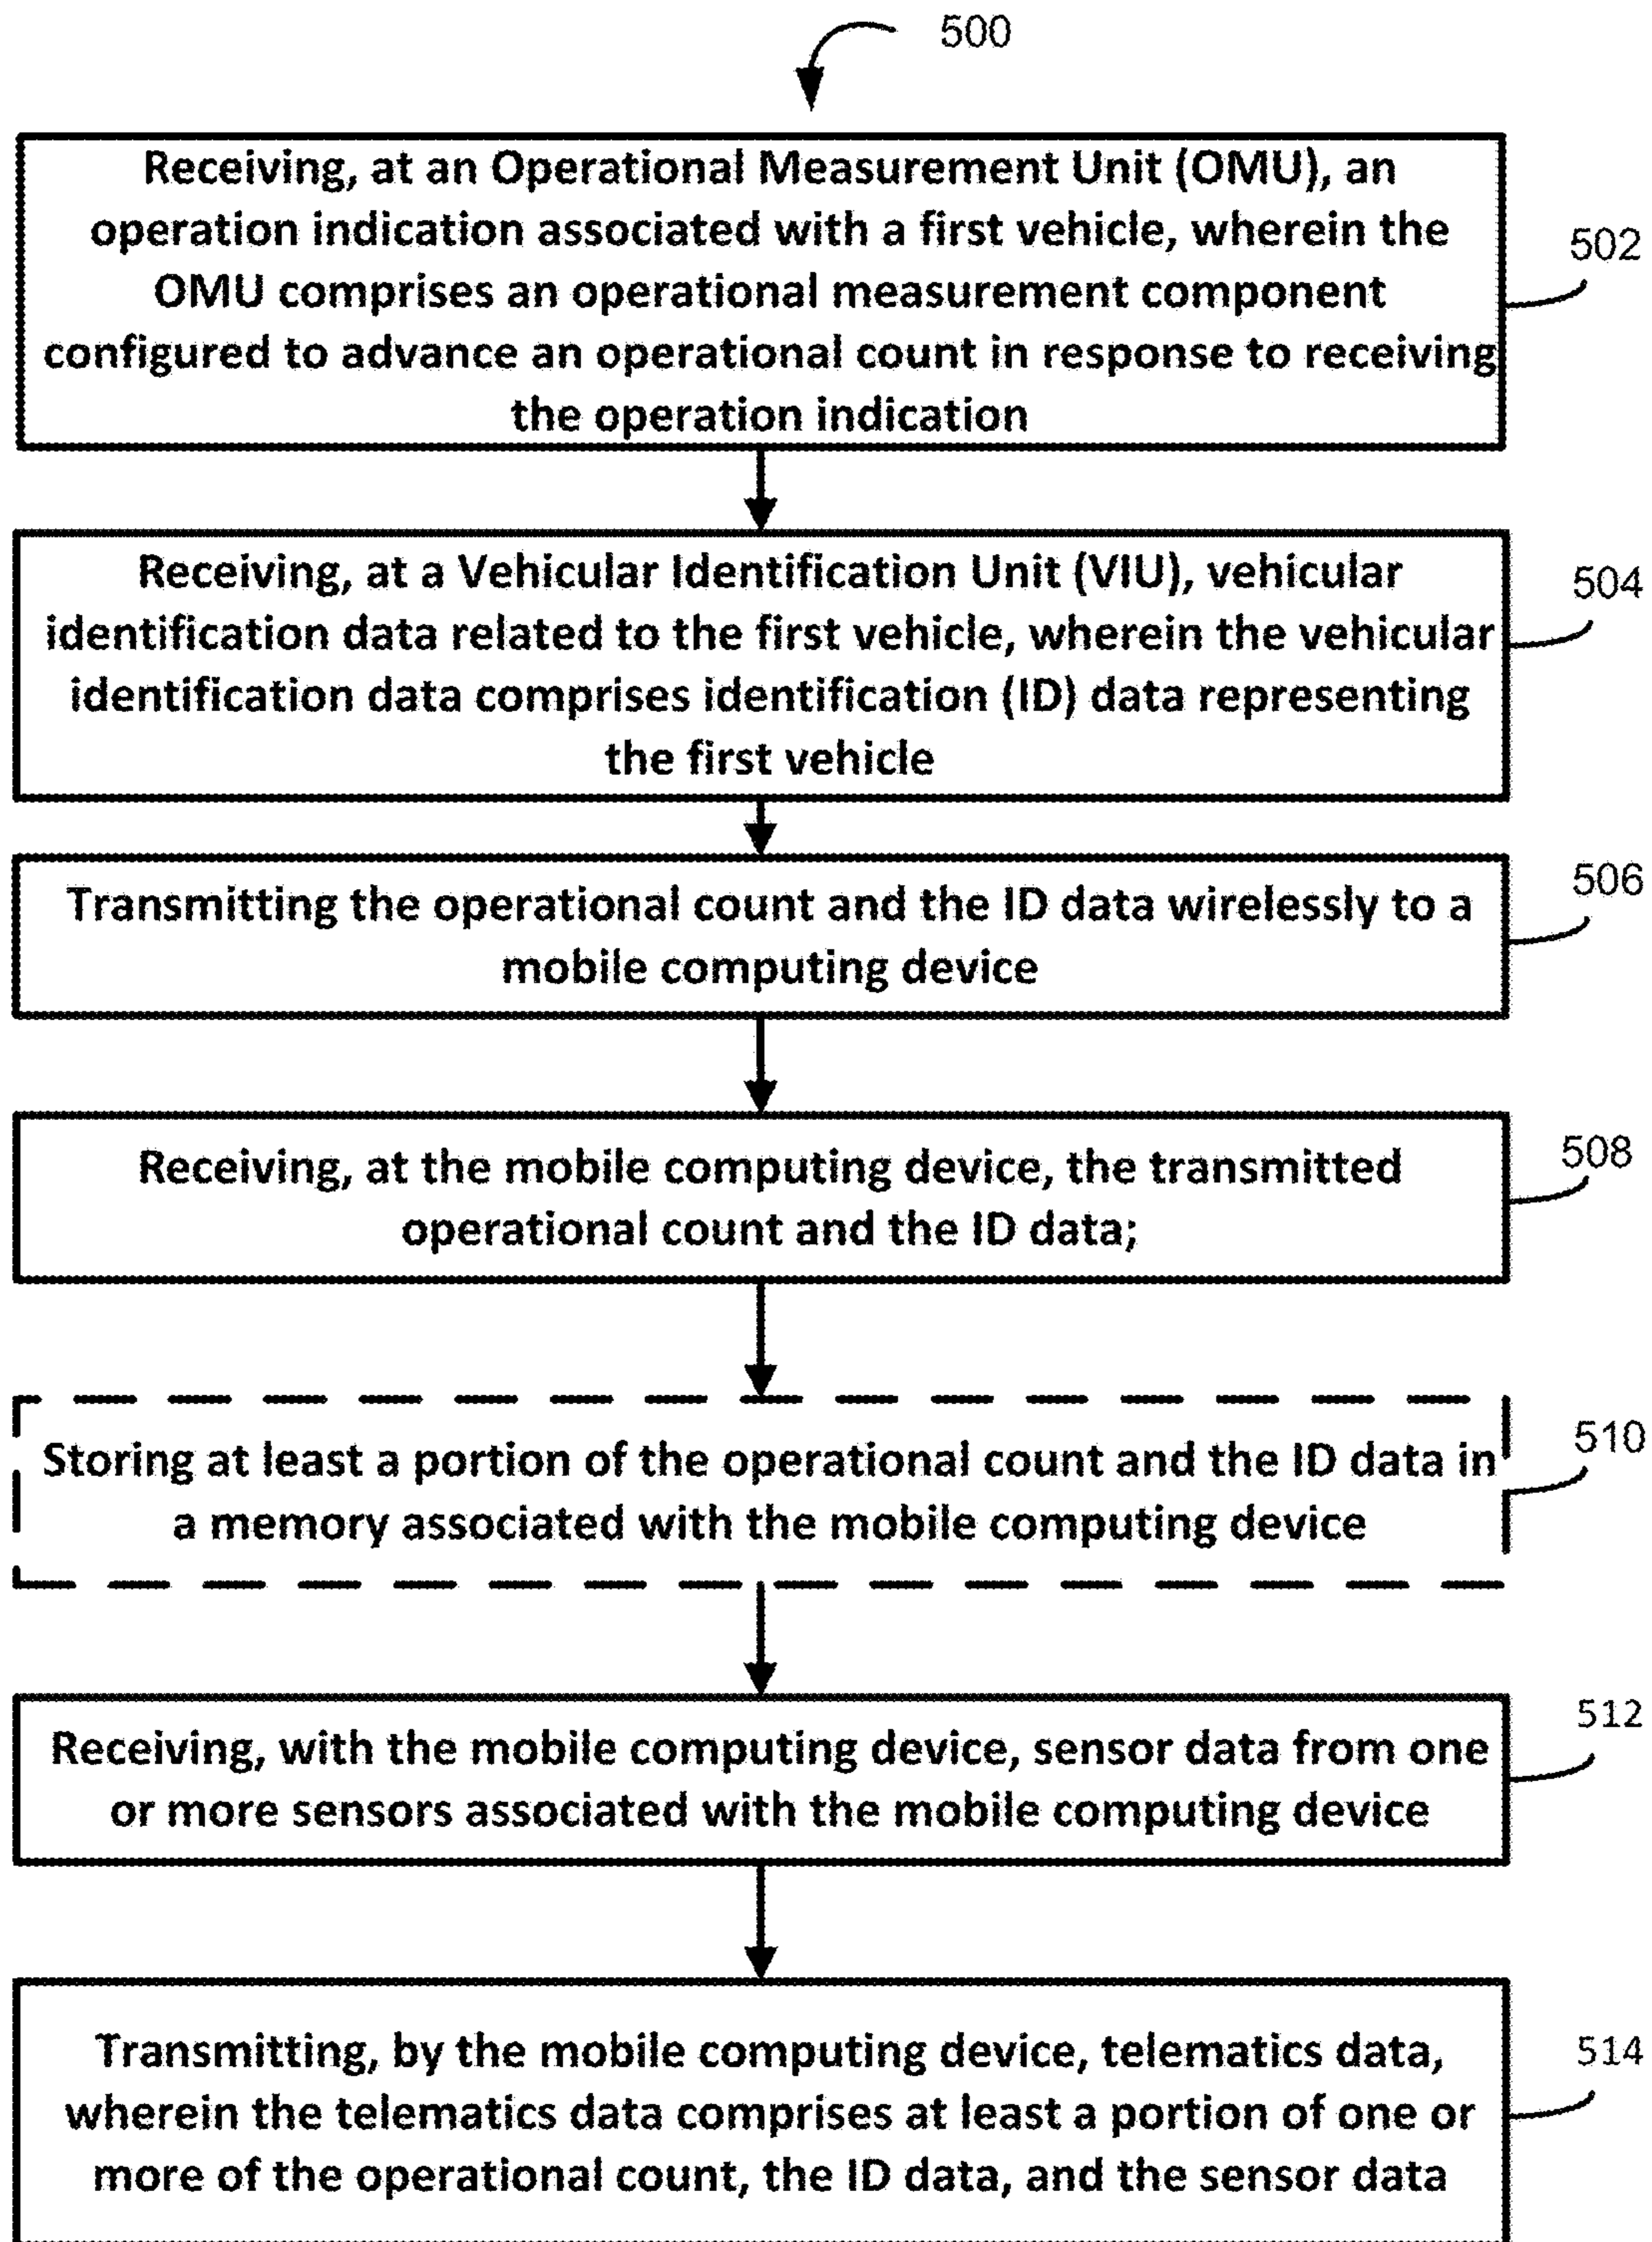 500
Receiving, at an Operational Measurement Unit (OMU), an
operation indication associated with a first vehicle, wherein the
OMU comprises an operational measurement component
configured to advance an operational count in response to receiving
the operation indication
502
Receiving, at a Vehicular Identification Unit (VIU), vehicular
identification data related to the first vehicle, wherein the vehicular
identification data comprises identification (ID) data representing
the first vehicle
504
Transmitting the operational count and the ID data wirelessly to a
mobile computing device
506
Receiving, at the mobile computing device, the transmitted
operational count and the ID data;
508
Storing at least a portion of the operational count and the ID data in
a memory associated with the mobile computing device
510
Receiving, with the mobile computing device, sensor data from one
or more sensors associated with the mobile computing device
512
Transmitting, by the mobile computing device, telematics data,
wherein the telematics data comprises at least a portion of one or
more of the operational count, the ID data, and the sensor data
514